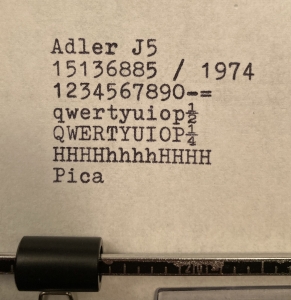 Adler J5
15136885 / 1974
1234567890-=
qwertyuiop½
QWERTYUIOP¼
HHHHhhhhHHHH
Pica